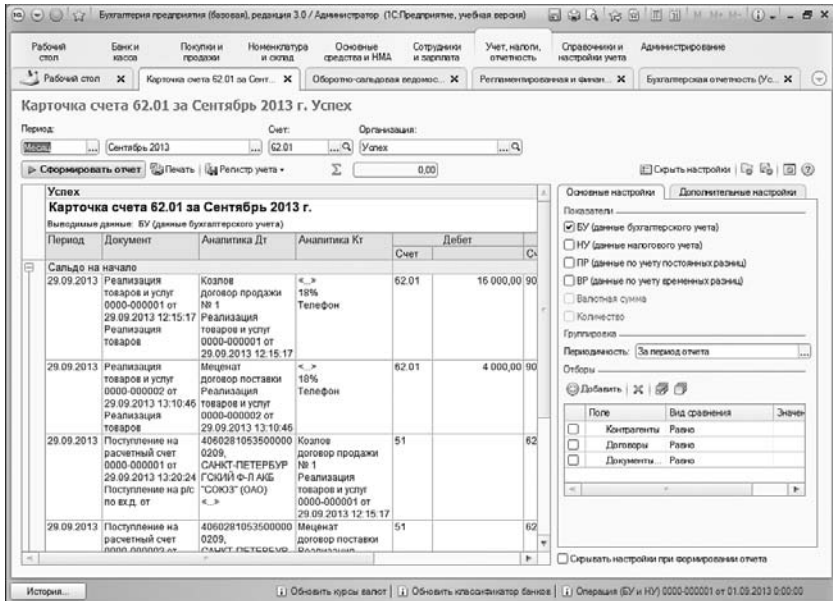 Бухгалтерия предприятия (базовая), редакция 3.0 / Администратор (1С:Предприятие, учебная версия)
M M+ M-
Рабочий стол
Банк и касса
Покупки и продажи
Номенклатура и склад
Основные средства и НМА
Сотрудники и зарплата
Учет, налоги, отчетность
Справочники и настройки учета
Администрирование
Рабочий стол
Карточка счета 62.01 за Сент...
Оборотно-сальдовая ведомос...
Регламентированная и финан...
Бухгалтерская отчетность (Ус...
Карточка счета 62.01 за Сентябрь 2013 г. Успех
Период: Счет: Организация:
Месяц ... Сентябрь 2013 ... 62.01 ... Успех ...
Сформировать отчет Печать Регистр учета Σ 0,00 Скрыть настройки
Успех
Карточка счета 62.01 за Сентябрь 2013 г.
Выводимые данные: БУ (данные бухгалтерского учета)
Период Документ Аналитика Дт Аналитика Кт Дебет
Счет Сч
Сальдо на начало
29.09.2013 Реализация Козлов <...> 62.01 16 000,00 90
товаров и услуг договор продажи 18%
0000-000001 от № 1 Телефон
29.09.2013 12:15:17 Реализация
Реализация товаров и услуг
товаров 0000-000001 от
29.09.2013 12:15:17
29.09.2013 Реализация Меценат <...> 62.01 4 000,00 90
товаров и услуг договор поставки 18%
0000-000002 от Реализация Телефон
29.09.2013 13:10:46 товаров и услуг
Реализация 0000-000002 от
товаров 29.09.2013 13:10:46
29.09.2013 Поступление на 4060281053500000 Козлов 51 62
расчетный счет 0209, договор продажи
0000-000001 от САНКТ-ПЕТЕРБУР № 1
29.09.2013 13:20:24 ГСКИЙ Ф-Л АКБ Реализация
Поступление на р/с "СОЮЗ" (ОАО) товаров и услуг
по вх.д. от <...> 0000-000001 от
29.09.2013 12:15:17
29.09.2013 Поступление на 4060281053500000 Меценат 51 62
расчетный счет 0209, договор поставки
0000-000002 от САНКТ-ПЕТЕРБУР Реализация
Основные настройки Дополнительные настройки
Показатели
БУ (данные бухгалтерского учета)
НУ (данные налогового учета)
ПР (данные по учету постоянных разниц)
ВР (данные по учету временных разниц)
Валютная сумма
Количество
Группировка
Периодичность: За период отчета ...
Отборы
Добавить
Поле Вид сравнения Значен
Контрагенты Равно
Договоры Равно
Документы... Равно
Скрывать настройки при формировании отчета
История... Обновить курсы валют Обновить классификатор банков Операция (БУ и НУ) 0000-000001 от 01.09.2013 0:00:00